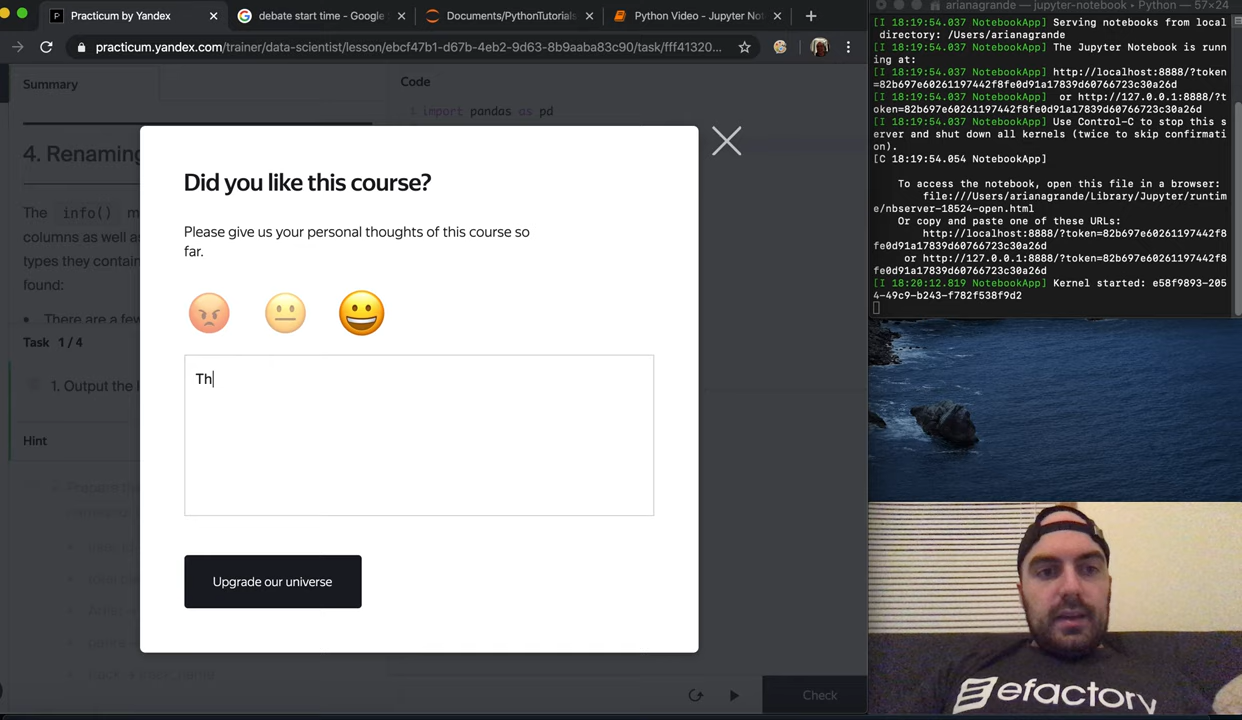 Practicum by Yandex
debate start time - Google
Documents/PythonTutorials
Python Video - Jupyter Not
practicum.yandex.com/trainer/data-scientist/lesson/ebcf47b1-d67b-4eb2-9d63-8b9aaba83c90/task/fff41320...
Summary
Code
import pandas as pd
4. Renaming
The info() m
columns as well as
types they contain
found:
There are a few
Task 1 / 4
1. Output the
Hint
Did you like this course?
Please give us your personal thoughts of this course so
far.
Th
Upgrade our universe
Check
arianagrande — jupyter-notebook • Python — 57×24
[I 18:19:54.037 NotebookApp] Serving notebooks from local
directory: /Users/arianagrande
[I 18:19:54.037 NotebookApp] The Jupyter Notebook is runn
ing at:
[I 18:19:54.037 NotebookApp] http://localhost:8888/?token
=82b697e60261197442f8fe0d91a17839d60766723c30a26d
[I 18:19:54.037 NotebookApp]  or http://127.0.0.1:8888/?t
oken=82b697e60261197442f8fe0d91a17839d60766723c30a26d
[I 18:19:54.037 NotebookApp] Use Control-C to stop this s
erver and shut down all kernels (twice to skip confirmati
on).
[C 18:19:54.054 NotebookApp]
To access the notebook, open this file in a browser:
file:///Users/arianagrande/Library/Jupyter/runtim
e/nbserver-18524-open.html
Or copy and paste one of these URLs:
http://localhost:8888/?token=82b697e60261197442f8
fe0d91a17839d60766723c30a26d
or http://127.0.0.1:8888/?token=82b697e60261197442f8
fe0d91a17839d60766723c30a26d
[I 18:20:12.819 NotebookApp] Kernel started: e58f9893-205
4-49c9-b243-f782f538f9d2
efactory